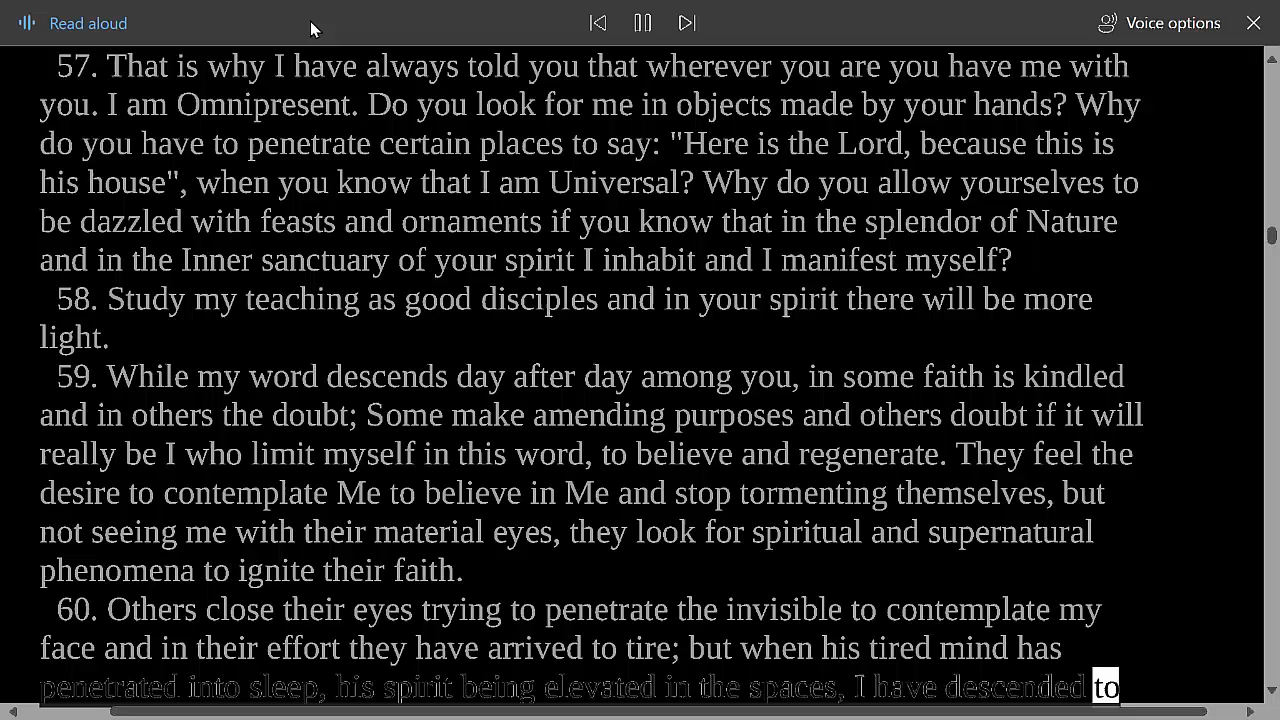 Read aloud
Voice options
57. That is why I have always told you that wherever you are you have me with
you. I am Omnipresent. Do you look for me in objects made by your hands? Why
do you have to penetrate certain places to say: "Here is the Lord, because this is
his house", when you know that I am Universal? Why do you allow yourselves to
be dazzled with feasts and ornaments if you know that in the splendor of Nature
and in the Inner sanctuary of your spirit I inhabit and I manifest myself?
58. Study my teaching as good disciples and in your spirit there will be more
light.
59. While my word descends day after day among you, in some faith is kindled
and in others the doubt; Some make amending purposes and others doubt if it will
really be I who limit myself in this word, to believe and regenerate. They feel the
desire to contemplate Me to believe in Me and stop tormenting themselves, but
not seeing me with their material eyes, they look for spiritual and supernatural
phenomena to ignite their faith.
60. Others close their eyes trying to penetrate the invisible to contemplate my
face and in their effort they have arrived to tire; but when his tired mind has
penetrated into sleep, his spirit being elevated in the spaces, I have descended to